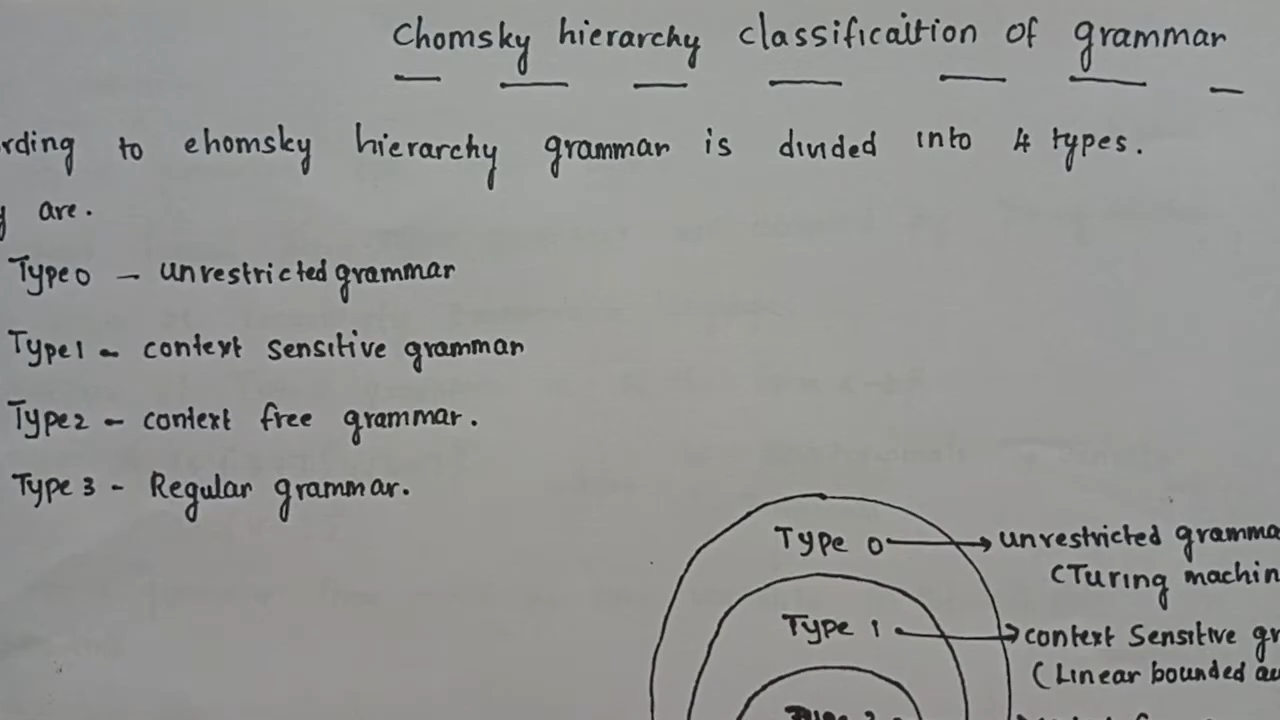 Chomsky hierarchy classificaition of grammar
rding to ehomsky hierarchy grammar is divided into 4 types.
y are.
Type 0 - unrestricted grammar
Type 1 - context sensitive grammar
Type 2 - context free grammar.
Type 3 - Regular grammar.
Type 0 → unrestricted gramma
(Turing machin
Type 1 → context Sensitive gr
(Linear bounded au